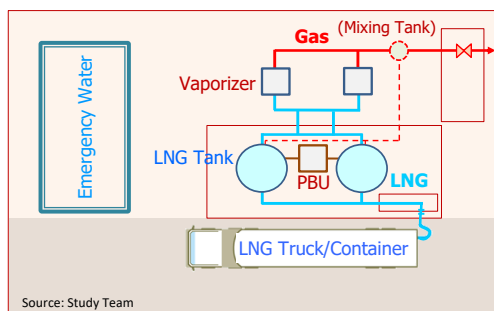 (Mixing Tank)
Gas
Vaporizer
Emergency Water
LNG Tank
PBU
LNG
LNG Truck/Container
Source: Study Team